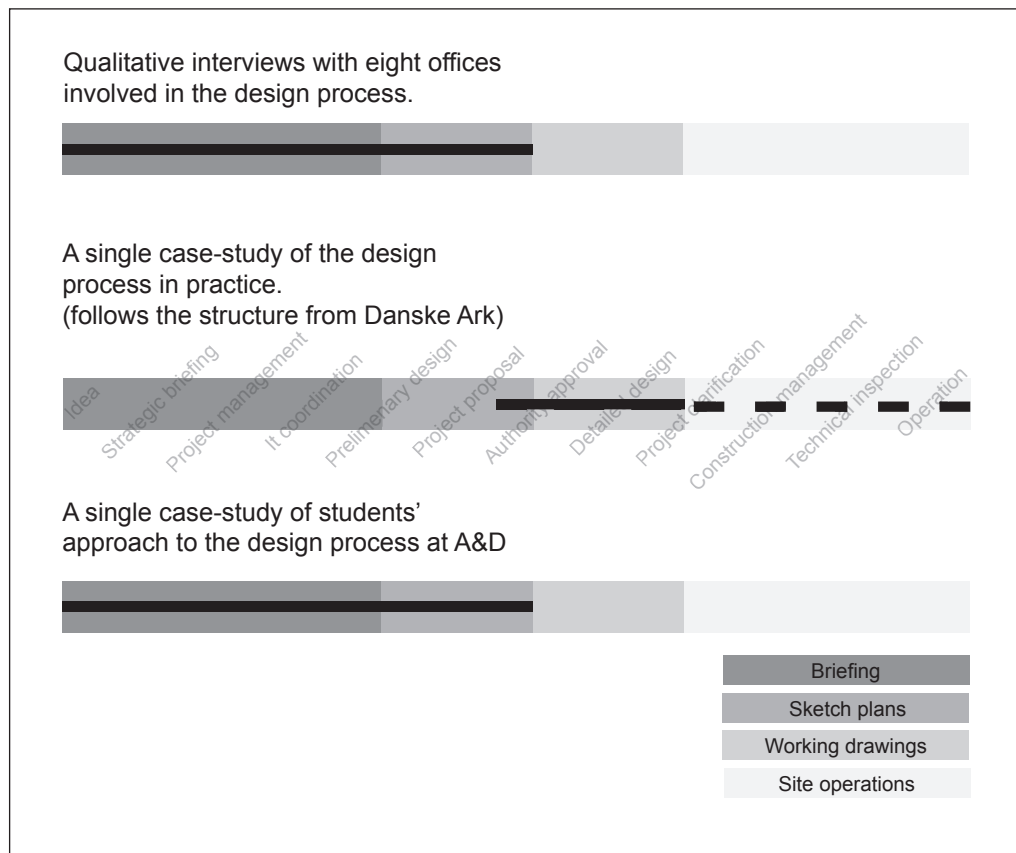 Qualitative interviews with eight offices
involved in the design process.
A single case-study of the design
process in practice.
(follows the structure from Danske Ark)
Idea
Strategic briefing
Project management
It coordination
Prelimenary design
Project proposal
Authority approval
Detailed design
Project clarification
Construction management
Technical inspection
Operation
A single case-study of students’
approach to the design process at A&D
Briefing
Sketch plans
Working drawings
Site operations